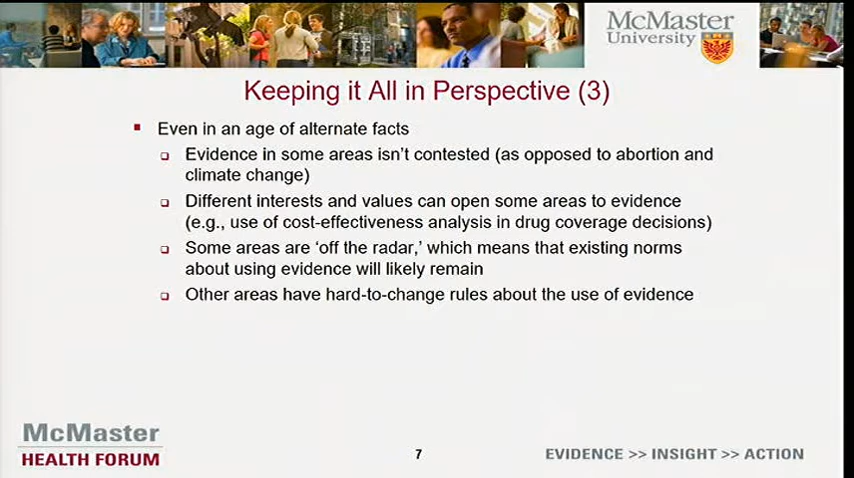 McMaster
University
Keeping it All in Perspective (3)
▪ Even in an age of alternate facts
❑ Evidence in some areas isn't contested (as opposed to abortion and
climate change)
❑ Different interests and values can open some areas to evidence
(e.g., use of cost-effectiveness analysis in drug coverage decisions)
❑ Some areas are ‘off the radar,’ which means that existing norms
about using evidence will likely remain
❑ Other areas have hard-to-change rules about the use of evidence
McMaster
HEALTH FORUM
7
EVIDENCE >> INSIGHT >> ACTION